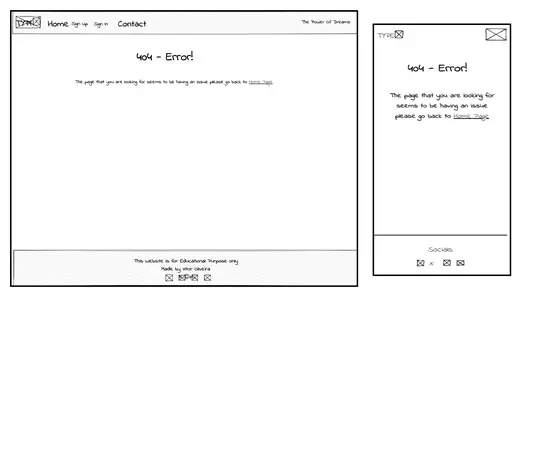 Home Sign Up Sign In Contact
The Power of Dreams
404 - Error!
The page that you are looking for seems to be having an issue please go back to Home Page
This website is for Educational Purpose only
Made by Vitor Oliveira
TYPE
404 - Error!
The page that you are looking for
seems to be having an issue
please go back to Home Page
Socials
X